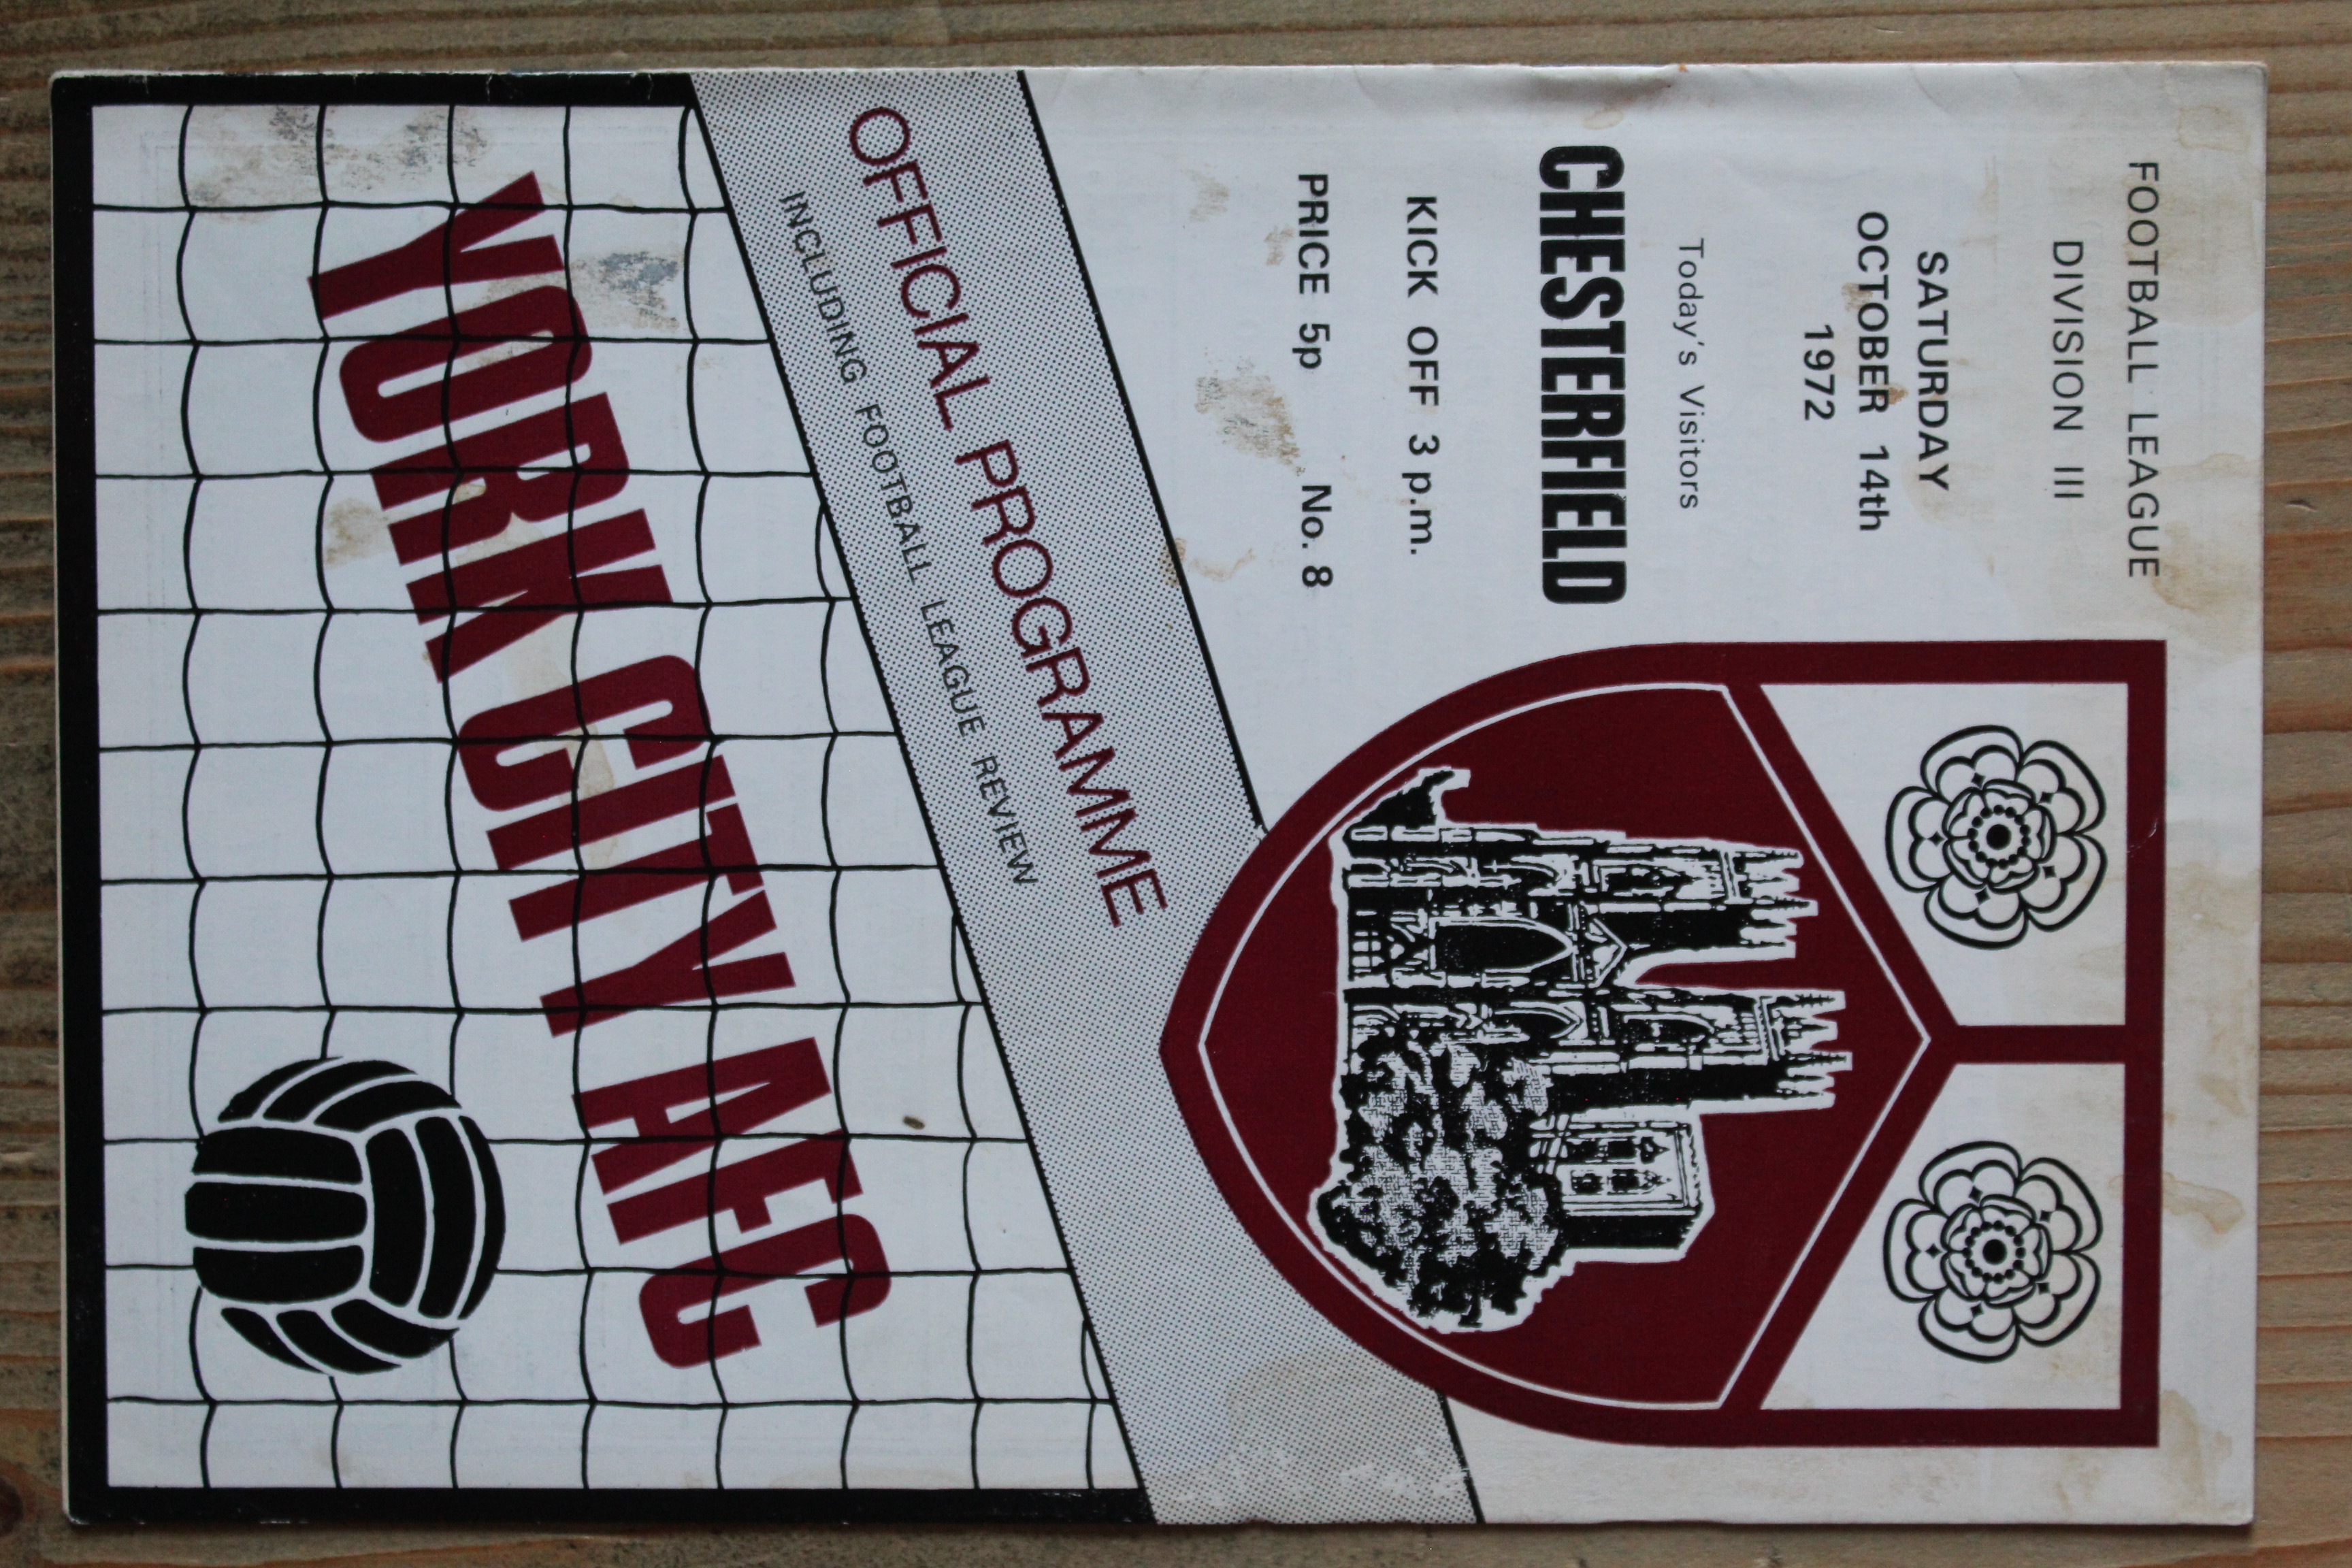 FOOTBALL LEAGUE
DIVISION III
SATURDAY
OCTOBER 14th
1972
Today's Visitors
CHESTERFIELD
KICK OFF 3 p.m.
PRICE 5p No. 8
OFFICIAL PROGRAMME
INCLUDING FOOTBALL LEAGUE REVIEW
YORK CITY AFC